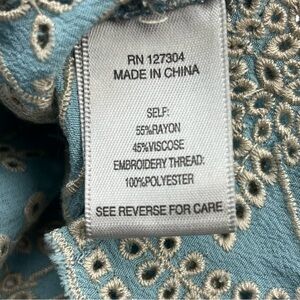 RN 127304
MADE IN CHINA
SELF:
55%RAYON
45%VISCOSE
EMBROIDERY THREAD:
100%POLYESTER
SEE REVERSE FOR CARE